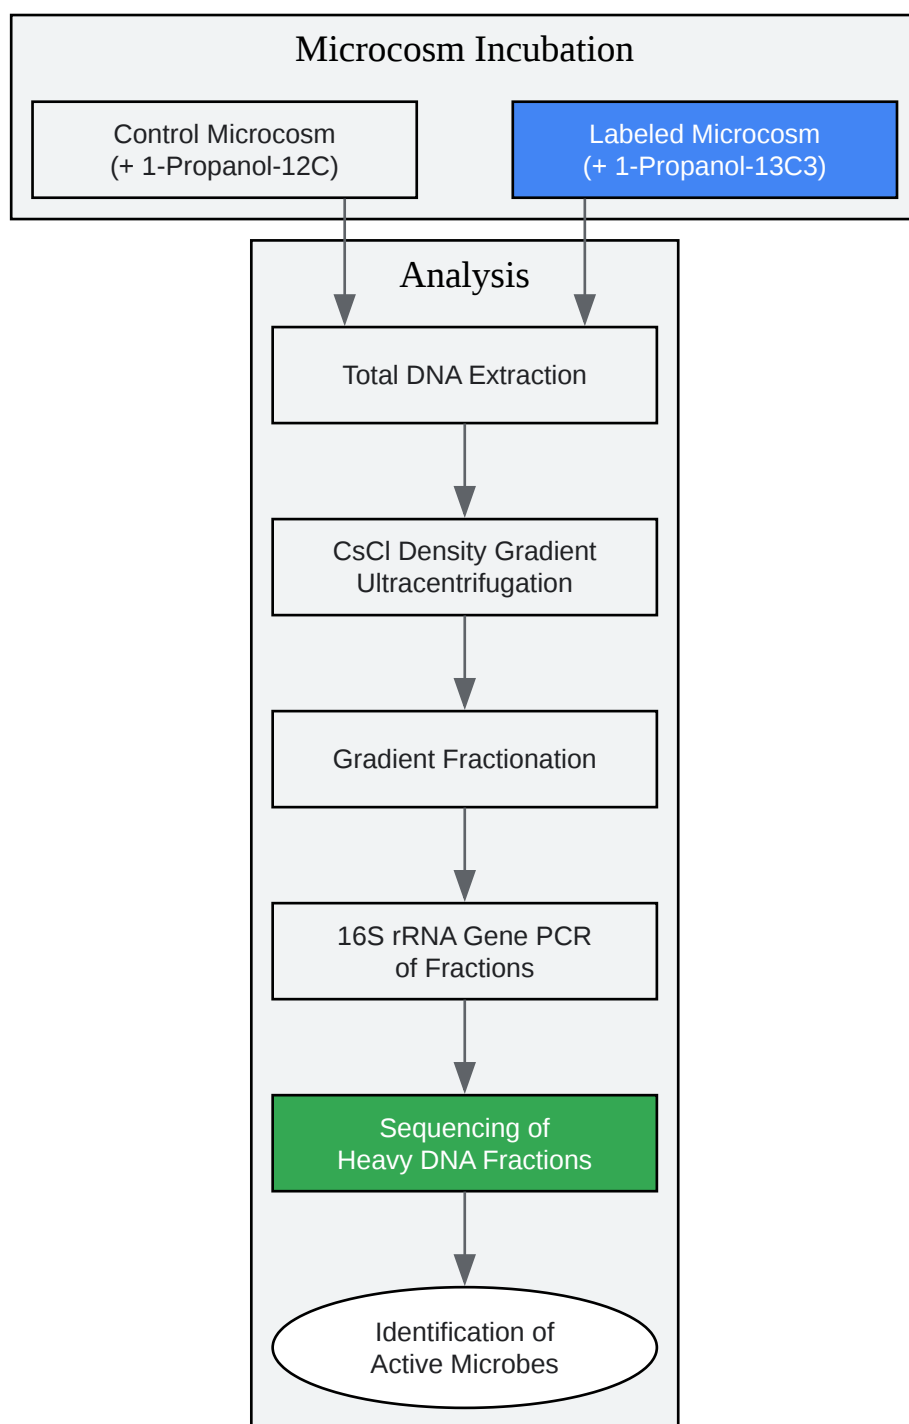 Microcosm Incubation
Control Microcosm
(+ 1-Propanol-12C)
Labeled Microcosm
(+ 1-Propanol-13C3)
Analysis
Total DNA Extraction
CsCl Density Gradient
Ultracentrifugation
Gradient Fractionation
16S rRNA Gene PCR
of Fractions
Sequencing of
Heavy DNA Fractions
Identification of
Active Microbes